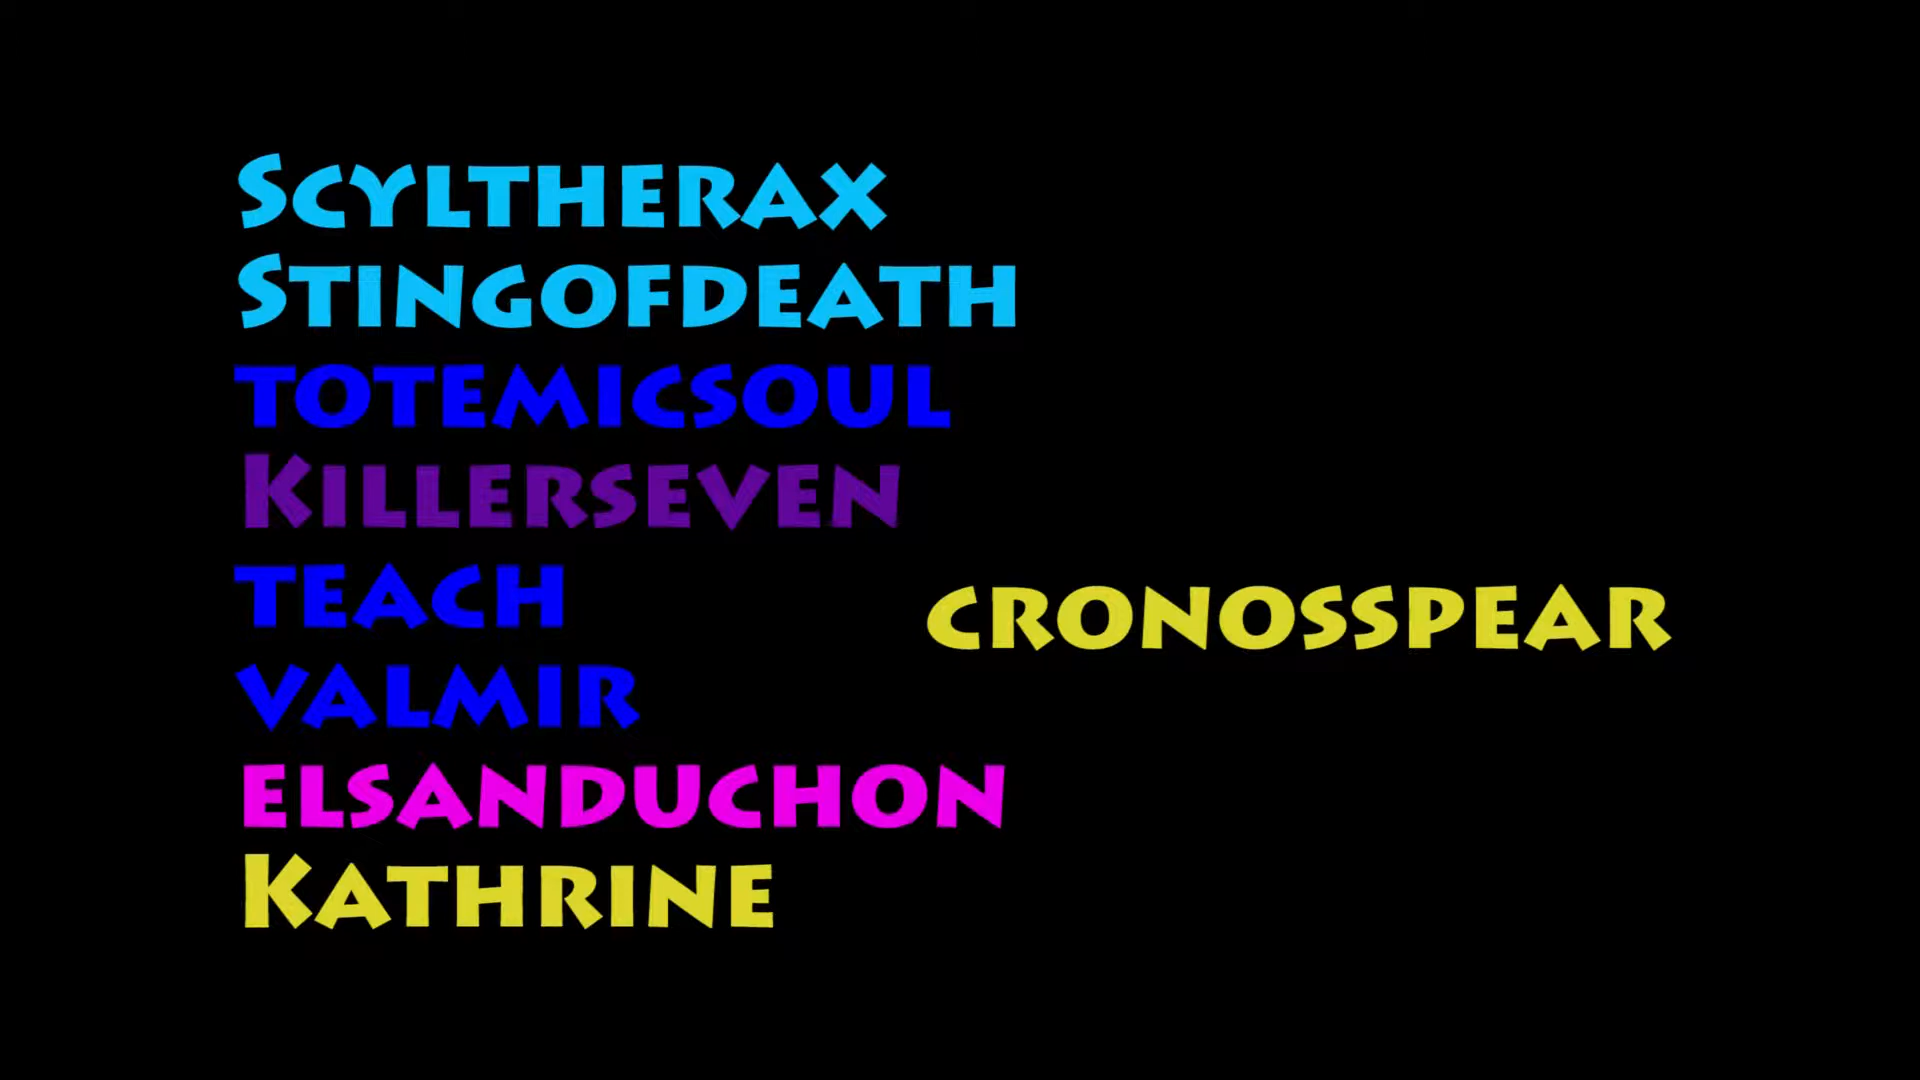 Scyltherax
Stingofdeath
totemicsoul
Killerseven
teach
cronosspear
valmir
elsanduchon
Kathrine